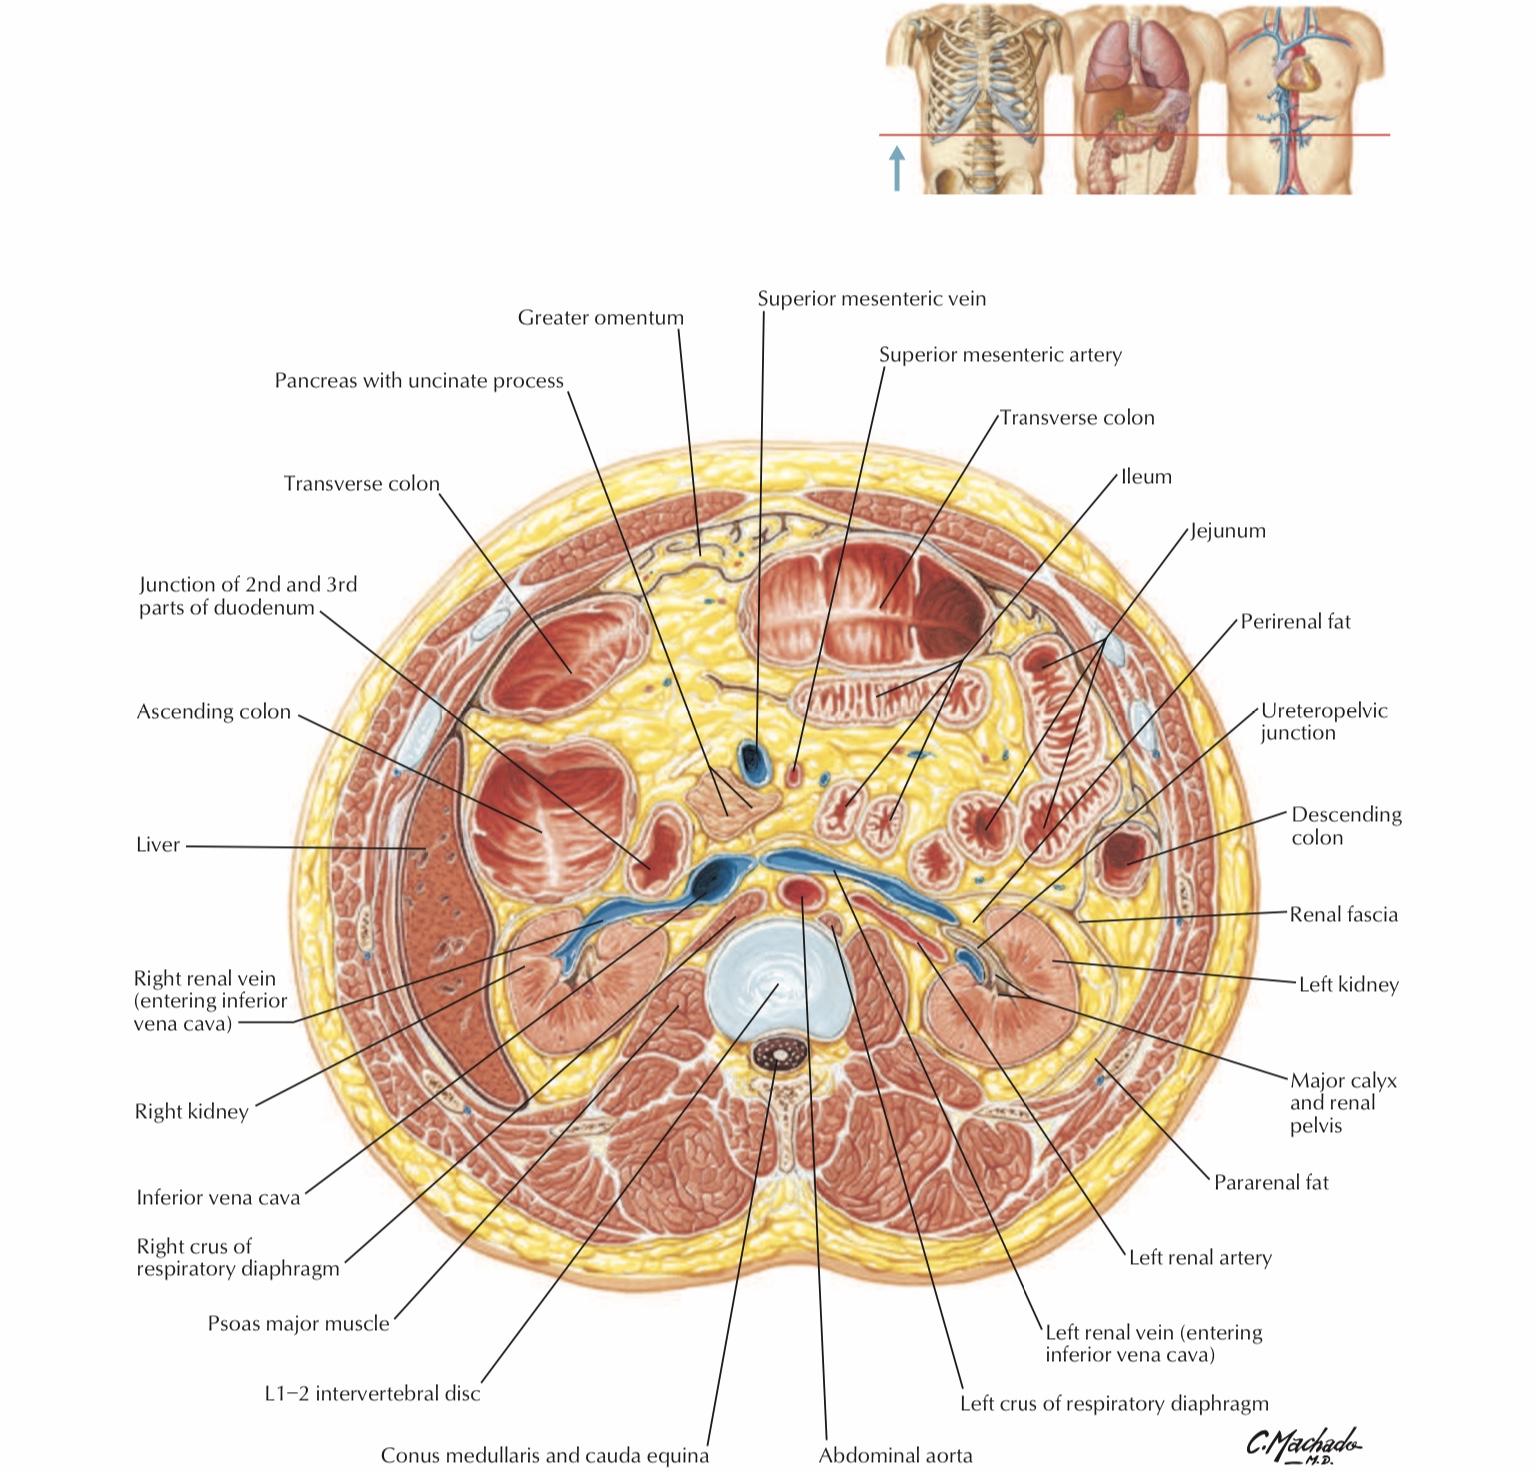 Superior mesenteric vein
Greater omentum
Superior mesenteric artery
Pancreas with uncinate process
Transverse colon
Ileum
Transverse colon
Jejunum
Junction of 2nd and 3rd
parts of duodenum
Perirenal fat
Ascending colon
Ureteropelvic
junction
Descending
colon
Liver
Renal fascia
Right renal vein
(entering inferior
vena cava)
Left kidney
Major calyx
and renal
pelvis
Right kidney
Pararenal fat
Inferior vena cava
Right crus of
respiratory diaphragm
Left renal artery
Psoas major muscle
Left renal vein (entering
inferior vena cava)
L1–2 intervertebral disc
Left crus of respiratory diaphragm
Conus medullaris and cauda equina
Abdominal aorta
C. Machado
M.D.